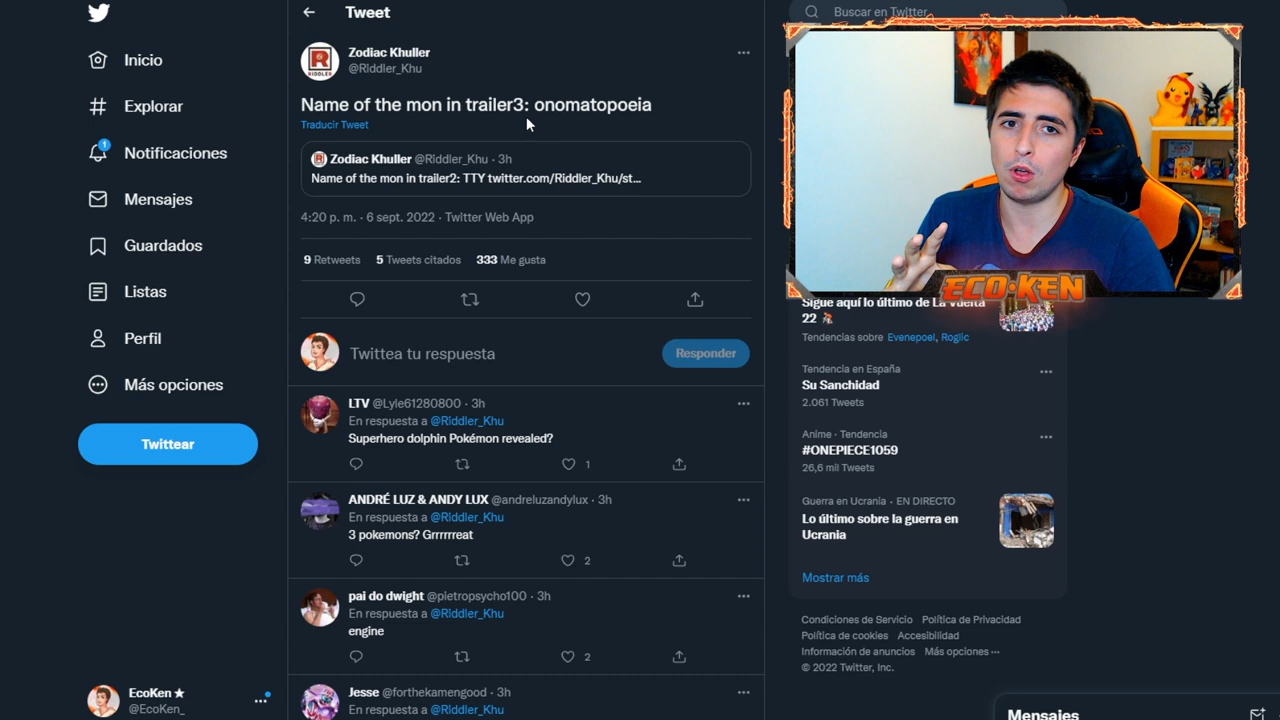 Inicio
Explorar
1
Notificaciones
Mensajes
Guardados
Listas
Perfil
Más opciones
Twittear
EcoKen ★
@EcoKen_
Tweet
RIDDLER
Zodiac Khuller
@Riddler_Khu
Name of the mon in trailer3: onomatopoeia
Traducir Tweet
Zodiac Khuller @Riddler_Khu · 3h
Name of the mon in trailer2: TTY twitter.com/Riddler_Khu/st...
4:20 p. m. · 6 sept. 2022 · Twitter Web App
9 Retweets 5 Tweets citados 333 Me gusta
Twittea tu respuesta
Responder
LTV @Lyle61280800 · 3h
En respuesta a @Riddler_Khu
Superhero dolphin Pokémon revealed?
1
ANDRÉ LUZ & ANDY LUX @andreluzandylux · 3h
En respuesta a @Riddler_Khu
3 pokemons? Grrrrrreat
2
pai do dwight @pietropsycho100 · 3h
En respuesta a @Riddler_Khu
engine
2
Jesse @forthekamengood · 3h
En respuesta a @Riddler_Khu
Buscar en Twitter
ECO·KEN
Sigue aquí lo último de La Vuelta
22
Tendencias sobre Evenepoel, Roglic
Tendencia en España
Su Sanchidad
2.061 Tweets
Anime · Tendencia
#ONEPIECE1059
26,6 mil Tweets
Guerra en Ucrania · EN DIRECTO
Lo último sobre la guerra en
Ucrania
Mostrar más
Condiciones de Servicio Política de Privacidad
Política de cookies Accesibilidad
Información de anuncios Más opciones ···
© 2022 Twitter, Inc.
Mensajes